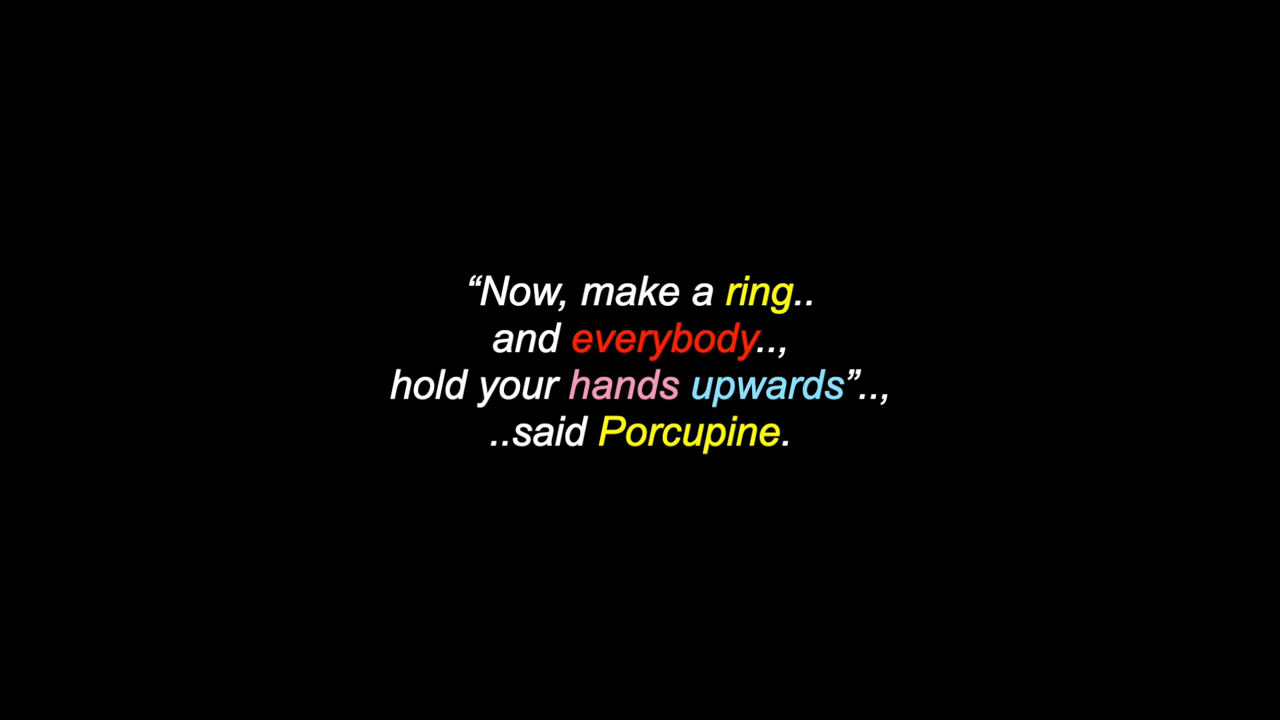 “Now, make a ring..
and everybody..,
hold your hands upwards”..,
..said Porcupine.